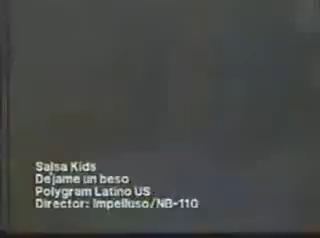 Salsa Kids
Dejame un beso
Polygram Latino US
Director: Impelluso/NB-110